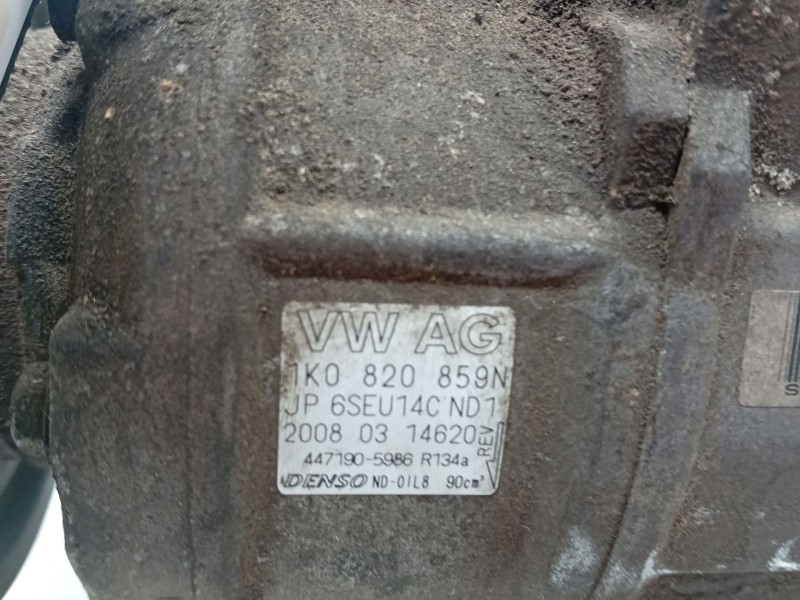 VW AG
1K0 820 859N
JP 6SEU14C ND1
2008 03 14620
REV
447190-5986 R134a
DENSO ND-OIL8 90cm³
S